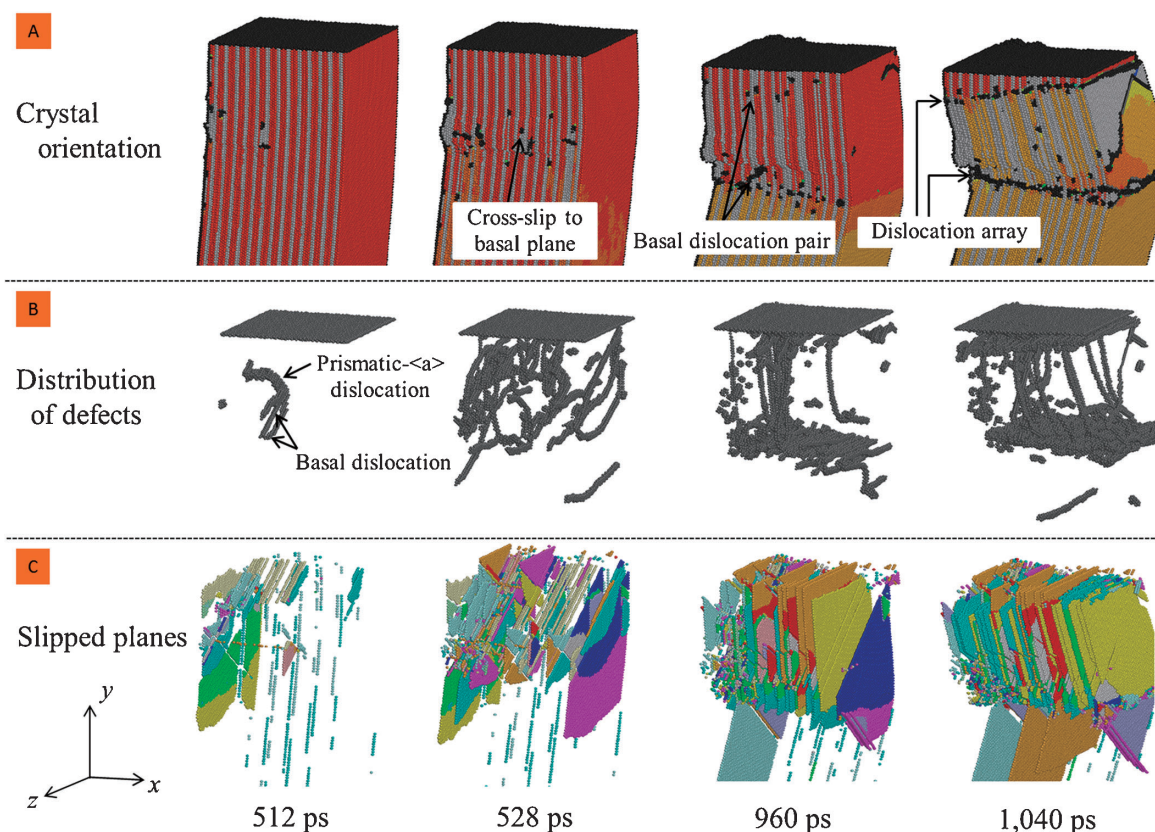 A
Crystal
orientation
Cross-slip to
basal plane
Basal dislocation pair
Dislocation array
B
Distribution
of defects
Prismatic-<a>
dislocation
Basal dislocation
C
Slipped planes
y
z
x
512 ps
528 ps
960 ps
1,040 ps